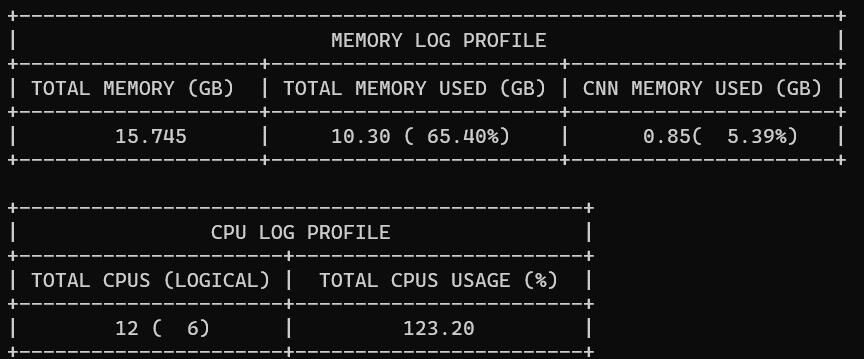 MEMORY LOG PROFILE
TOTAL MEMORY (GB) | TOTAL MEMORY USED (GB) | CNN MEMORY USED (GB)
15.745 | 10.30 ( 65.40%) | 0.85(  5.39%)
CPU LOG PROFILE
TOTAL CPUS (LOGICAL) | TOTAL CPUS USAGE (%)
12 (  6) | 123.20